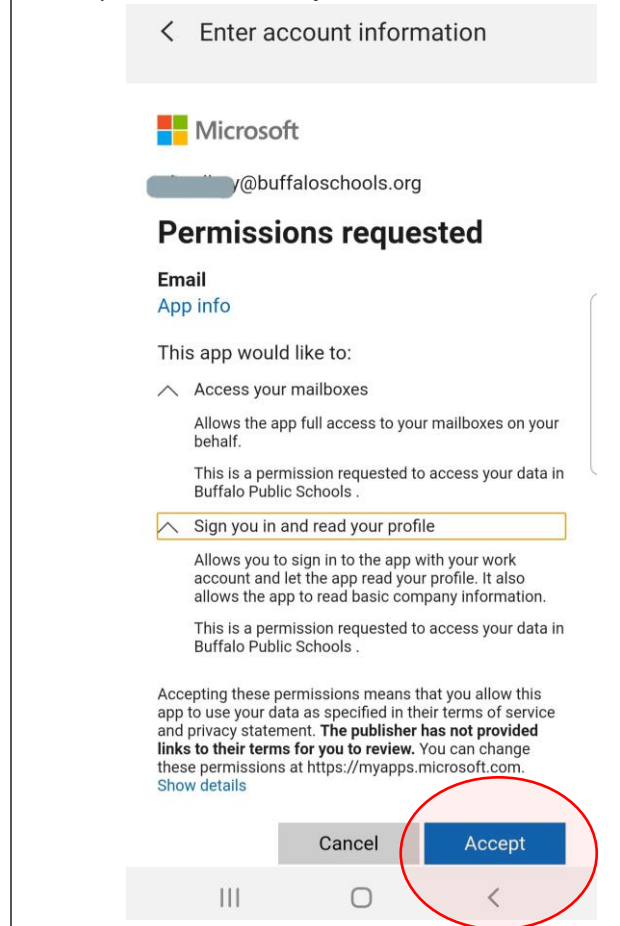 Enter account information
Microsoft
y@buffaloschools.org
Permissions requested
Email
App info
This app would like to:
Access your mailboxes
Allows the app full access to your mailboxes on your
behalf.
This is a permission requested to access your data in
Buffalo Public Schools .
Sign you in and read your profile
Allows you to sign in to the app with your work
account and let the app read your profile. It also
allows the app to read basic company information.
This is a permission requested to access your data in
Buffalo Public Schools .
Accepting these permissions means that you allow this
app to use your data as specified in their terms of service
and privacy statement. The publisher has not provided
links to their terms for you to review. You can change
these permissions at https://myapps.microsoft.com.
Show details
Cancel Accept